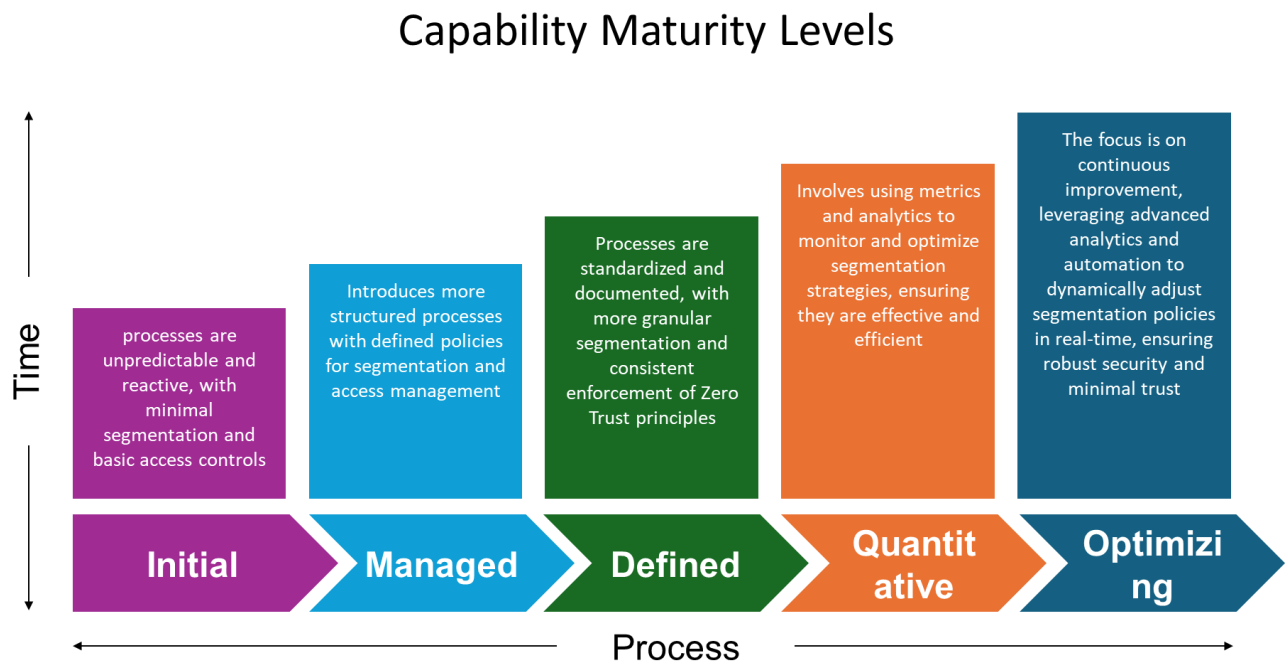 Capability Maturity Levels
Time
processes are
unpredictable and
reactive, with
minimal
segmentation and
basic access controls
Introduces more
structured processes
with defined policies
for segmentation and
access management
Processes are
standardized and
documented, with
more granular
segmentation and
consistent
enforcement of Zero
Trust principles
Involves using metrics
and analytics to
monitor and optimize
segmentation
strategies, ensuring
they are effective and
efficient
The focus is on
continuous
improvement,
leveraging advanced
analytics and
automation to
dynamically adjust
segmentation policies
in real-time, ensuring
robust security and
minimal trust
Initial
Managed
Defined
Quantit
ative
Optimizi
ng
Process